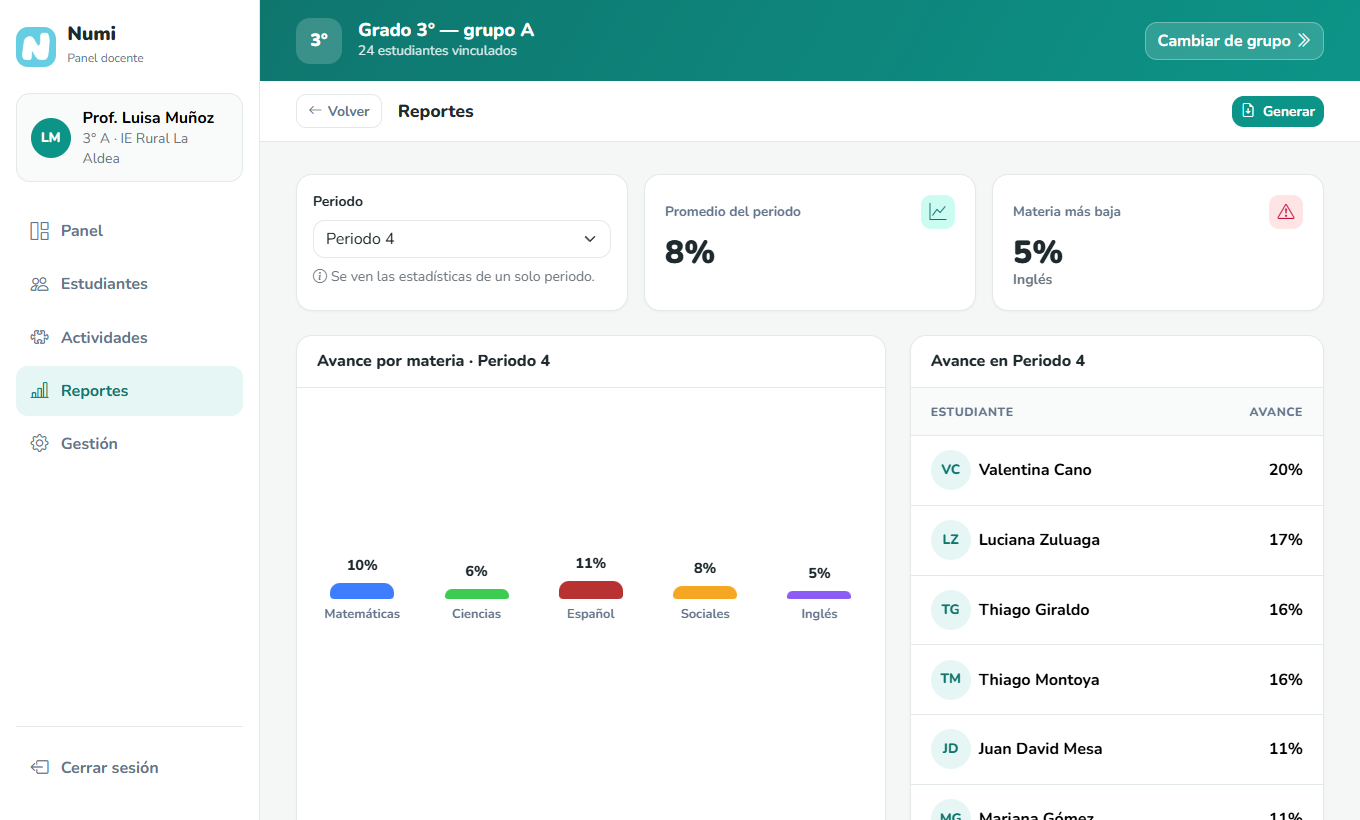 Numi
Panel docente
LM
Prof. Luisa Muñoz
3° A · IE Rural La
Aldea
Panel
Estudiantes
Actividades
Reportes
Gestión
Cerrar sesión
3°
Grado 3° — grupo A
24 estudiantes vinculados
Cambiar de grupo
Volver
Reportes
Generar
Periodo
Periodo 4
Se ven las estadísticas de un solo periodo.
Promedio del periodo
8%
Materia más baja
5%
Inglés
Avance por materia · Periodo 4
10%
Matemáticas
6%
Ciencias
11%
Español
8%
Sociales
5%
Inglés
Avance en Periodo 4
ESTUDIANTE AVANCE
VC Valentina Cano 20%
LZ Luciana Zuluaga 17%
TG Thiago Giraldo 16%
TM Thiago Montoya 16%
JD Juan David Mesa 11%
MG Mariana Gómez 11%